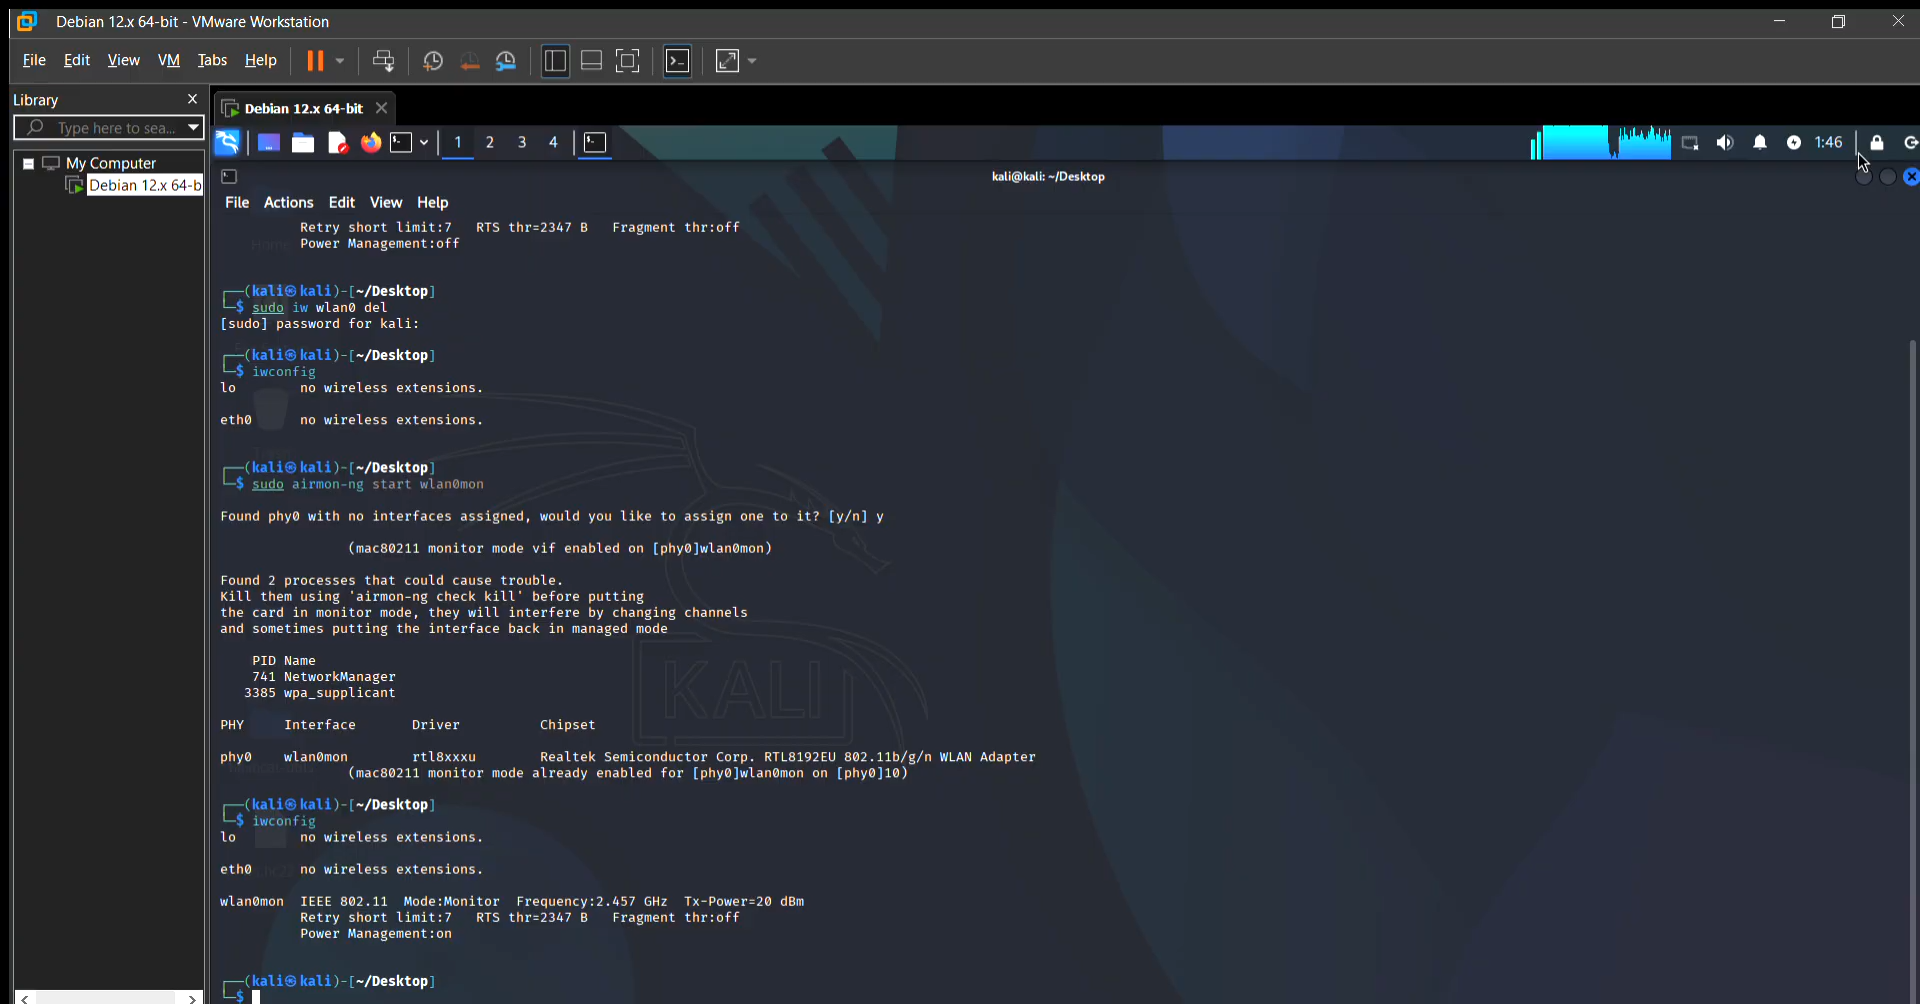 Debian 12.x 64-bit - VMware Workstation
File Edit View VM Tabs Help
Library
Debian 12.x 64-bit
Type here to sea...
1 2 3 4
1:46
My Computer
Debian 12.x 64-b
kali@kali: ~/Desktop
File Actions Edit View Help
Retry short limit:7 RTS thr=2347 B Fragment thr:off
Power Management:off
┌──(kali㉿kali)-[~/Desktop]
└─$ sudo iw wlan0 del
[sudo] password for kali:
┌──(kali㉿kali)-[~/Desktop]
└─$ iwconfig
lo no wireless extensions.
eth0 no wireless extensions.
┌──(kali㉿kali)-[~/Desktop]
└─$ sudo airmon-ng start wlan0mon
Found phy0 with no interfaces assigned, would you like to assign one to it? [y/n] y
(mac80211 monitor mode vif enabled on [phy0]wlan0mon)
Found 2 processes that could cause trouble.
Kill them using 'airmon-ng check kill' before putting
the card in monitor mode, they will interfere by changing channels
and sometimes putting the interface back in managed mode
PID Name
741 NetworkManager
3385 wpa_supplicant
PHY Interface Driver Chipset
phy0 wlan0mon rtl8xxxu Realtek Semiconductor Corp. RTL8192EU 802.11b/g/n WLAN Adapter
(mac80211 monitor mode already enabled for [phy0]wlan0mon on [phy0]10)
┌──(kali㉿kali)-[~/Desktop]
└─$ iwconfig
lo no wireless extensions.
eth0 no wireless extensions.
wlan0mon IEEE 802.11 Mode:Monitor Frequency:2.457 GHz Tx-Power=20 dBm
Retry short limit:7 RTS thr=2347 B Fragment thr:off
Power Management:on
┌──(kali㉿kali)-[~/Desktop]
└─$
KALI